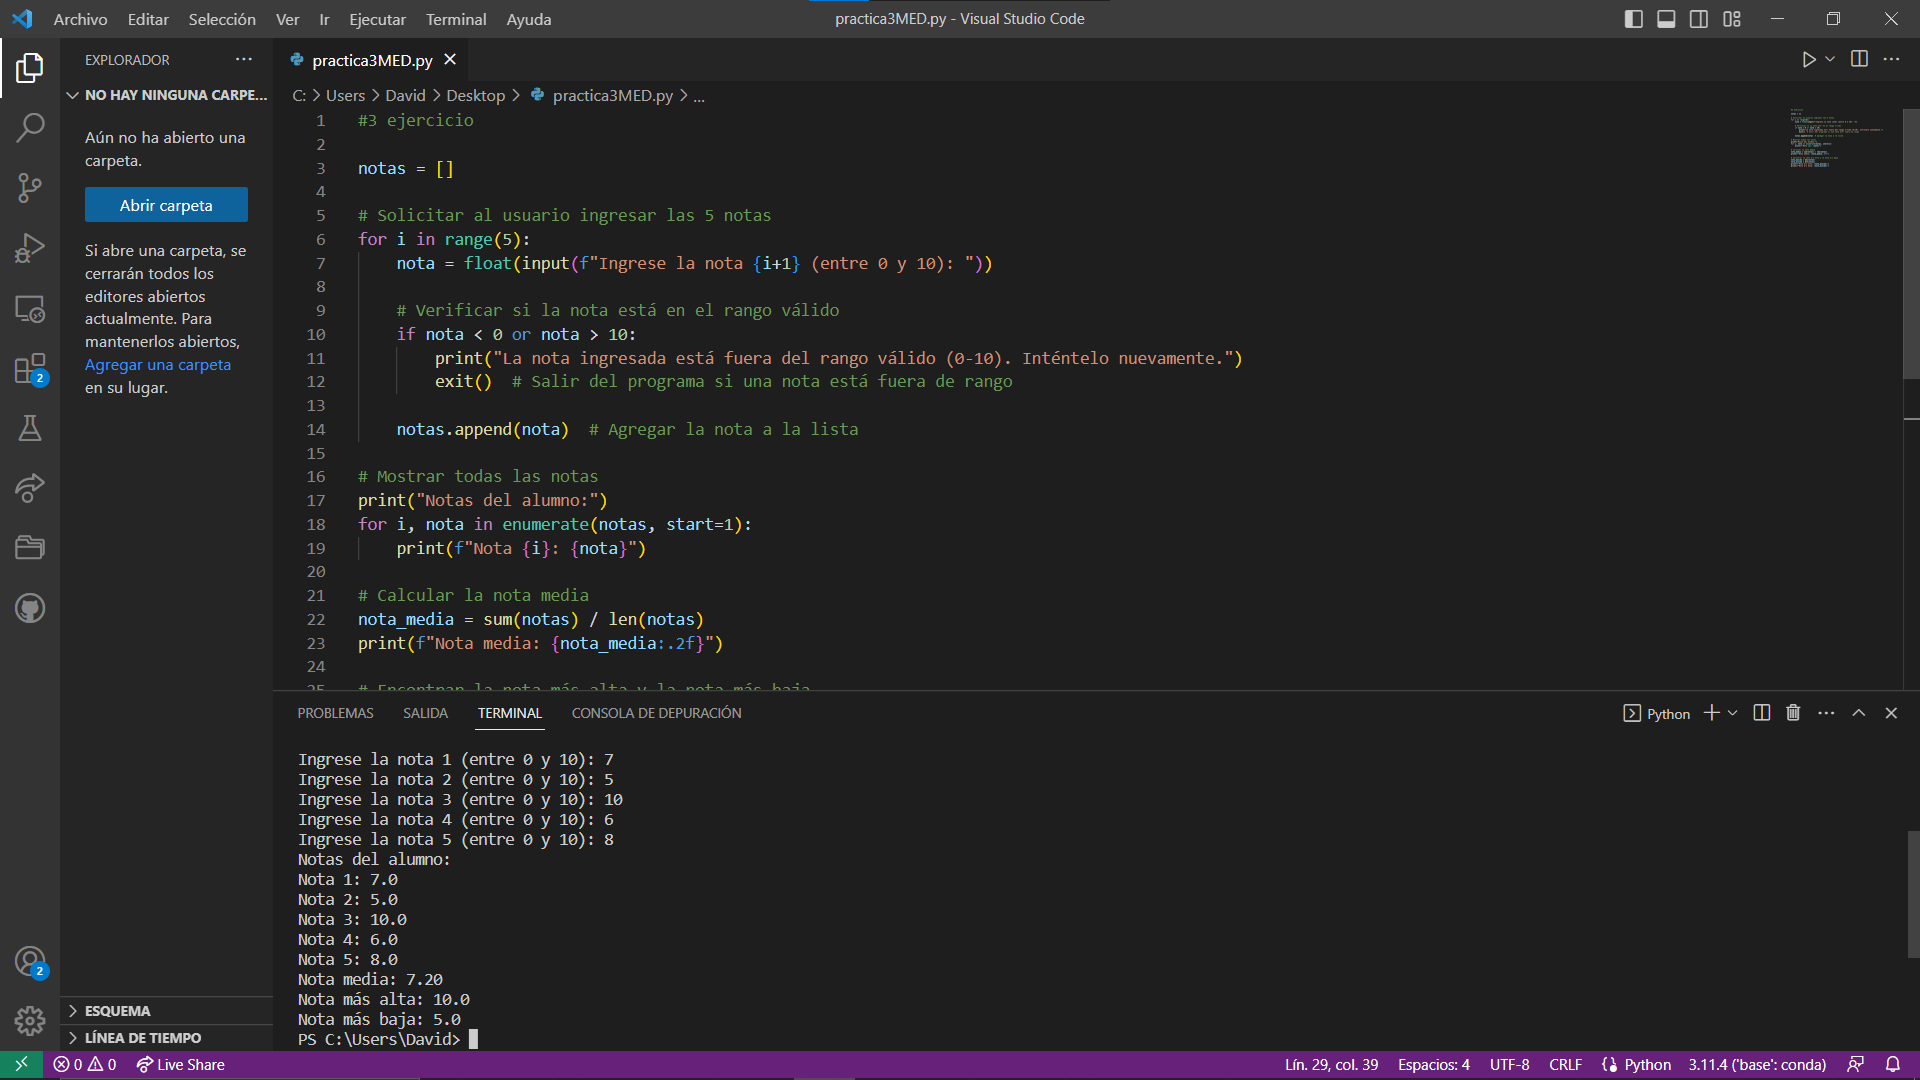 Archivo Editar Selección Ver Ir Ejecutar Terminal Ayuda
practica3MED.py - Visual Studio Code
EXPLORADOR
NO HAY NINGUNA CARPE...
Aún no ha abierto una
carpeta.
Abrir carpeta
Si abre una carpeta, se
cerrarán todos los
editores abiertos
actualmente. Para
mantenerlos abiertos,
Agregar una carpeta
en su lugar.
2
2
ESQUEMA
LÍNEA DE TIEMPO
practica3MED.py
C: > Users > David > Desktop > practica3MED.py > ...
1 #3 ejercicio
2
3 notas = []
4
5 # Solicitar al usuario ingresar las 5 notas
6 for i in range(5):
7     nota = float(input(f"Ingrese la nota {i+1} (entre 0 y 10): "))
8
9     # Verificar si la nota está en el rango válido
10     if nota < 0 or nota > 10:
11         print("La nota ingresada está fuera del rango válido (0-10). Inténtelo nuevamente.")
12         exit()  # Salir del programa si una nota está fuera de rango
13
14     notas.append(nota)  # Agregar la nota a la lista
15
16 # Mostrar todas las notas
17 print("Notas del alumno:")
18 for i, nota in enumerate(notas, start=1):
19     print(f"Nota {i}: {nota}")
20
21 # Calcular la nota media
22 nota_media = sum(notas) / len(notas)
23 print(f"Nota media: {nota_media:.2f}")
24
25 # Encontrar la nota más alta y la nota más baja
PROBLEMAS SALIDA TERMINAL CONSOLA DE DEPURACIÓN
Python
Ingrese la nota 1 (entre 0 y 10): 7
Ingrese la nota 2 (entre 0 y 10): 5
Ingrese la nota 3 (entre 0 y 10): 10
Ingrese la nota 4 (entre 0 y 10): 6
Ingrese la nota 5 (entre 0 y 10): 8
Notas del alumno:
Nota 1: 7.0
Nota 2: 5.0
Nota 3: 10.0
Nota 4: 6.0
Nota 5: 8.0
Nota media: 7.20
Nota más alta: 10.0
Nota más baja: 5.0
PS C:\Users\David>
0 0 Live Share
Lín. 29, col. 39 Espacios: 4 UTF-8 CRLF Python 3.11.4 ('base': conda)